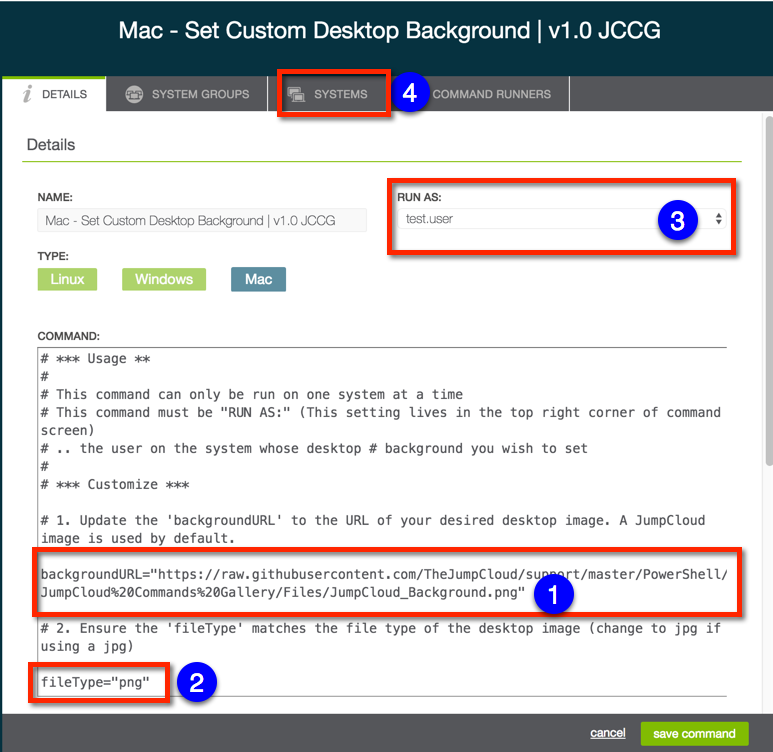 Mac - Set Custom Desktop Background | v1.0 JCCG
i DETAILS SYSTEM GROUPS SYSTEMS 4 COMMAND RUNNERS
Details
NAME: RUN AS:
Mac - Set Custom Desktop Background | v1.0 JCCG test.user 3
TYPE:
Linux Windows Mac
COMMAND:
# *** Usage **
#
# This command can only be run on one system at a time
# This command must be "RUN AS:" (This setting lives in the top right corner of command
screen)
# .. the user on the system whose desktop # background you wish to set
#
# *** Customize ***
# 1. Update the 'backgroundURL' to the URL of your desired desktop image. A JumpCloud
image is used by default.
backgroundURL="https://raw.githubusercontent.com/TheJumpCloud/support/master/PowerShell/
JumpCloud%20Commands%20Gallery/Files/JumpCloud_Background.png" 1
# 2. Ensure the 'fileType' matches the file type of the desktop image (change to jpg if
using a jpg)
fileType="png" 2
cancel save command